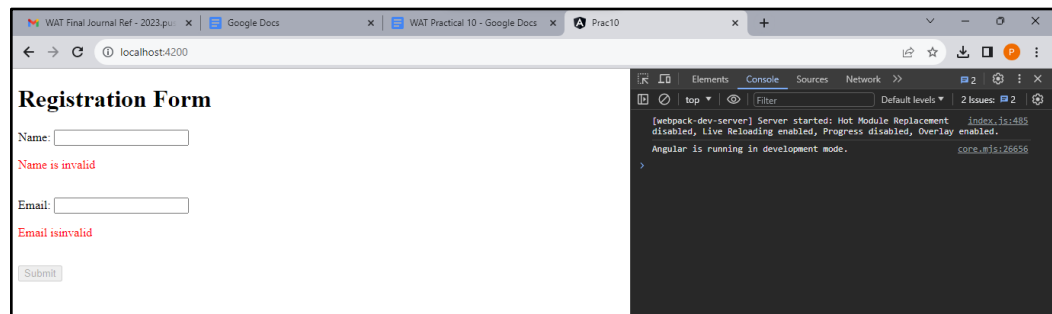 WAT Final Journal Ref - 2023.pu
Google Docs
WAT Practical 10 - Google Docs
Prac10
localhost:4200
P
Registration Form
Name:
Name is invalid
Email:
Email isinvalid
Submit
Elements Console Sources Network
2
top
Filter
Default levels
2 Issues: 2
[webpack-dev-server] Server started: Hot Module Replacement index.js:485
disabled, Live Reloading enabled, Progress disabled, Overlay enabled.
Angular is running in development mode. core.mjs:26656